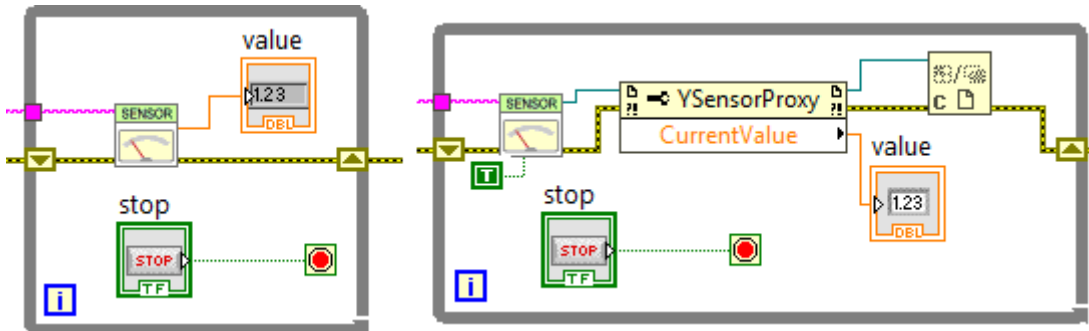 value
1.23
DBL
SENSOR
stop
STOP
TF
i
SENSOR
?!
YSensorProxy
?!
CurrentValue
C
T
value
1.23
DBL
stop
STOP
TF
i